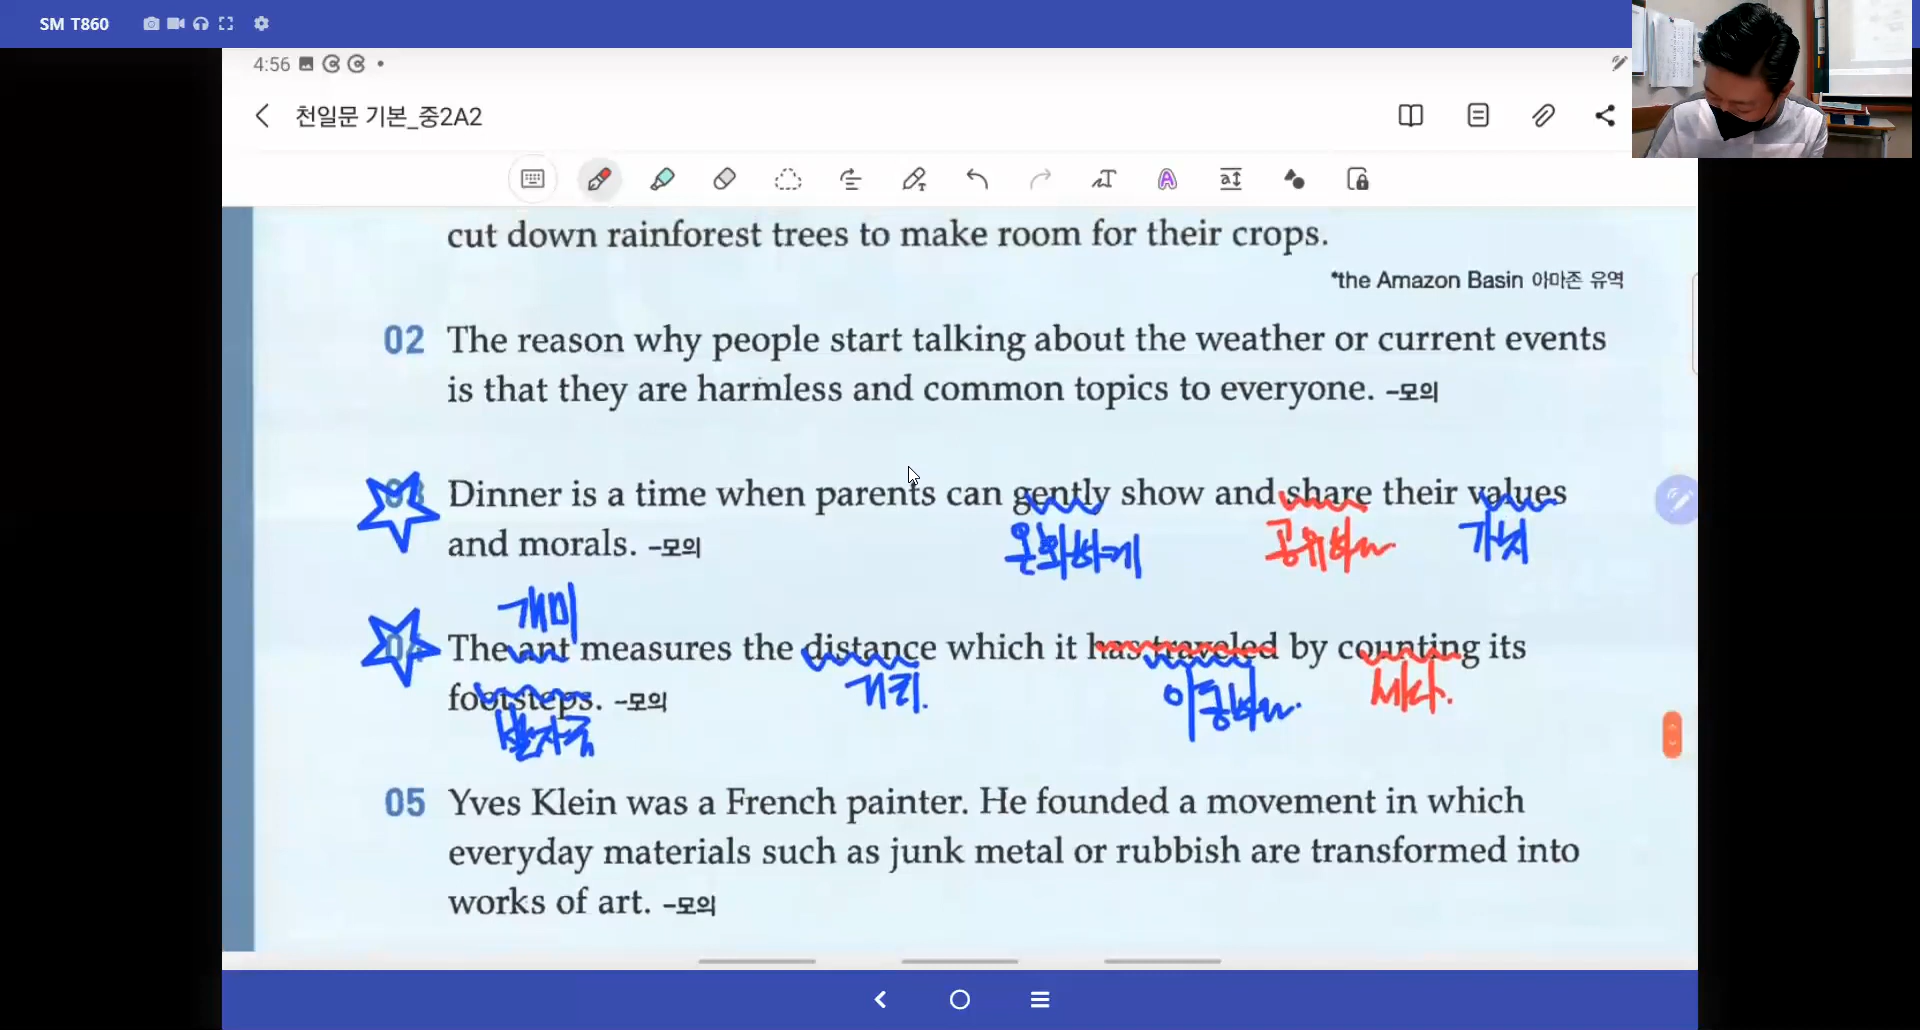 SM T860
4:56
천일문 기본_중2A2
cut down rainforest trees to make room for their crops.
*the Amazon Basin 아마존 유역
02 The reason why people start talking about the weather or current events
is that they are harmless and common topics to everyone. –모의
03 Dinner is a time when parents can gently show and share their values
and morals. –모의
온화하게 공유하다 가치
개미
04 The ant measures the distance which it has traveled by counting its
footsteps. –모의
발자국 거리. 이동하다. 세다.
05 Yves Klein was a French painter. He founded a movement in which
everyday materials such as junk metal or rubbish are transformed into
works of art. –모의